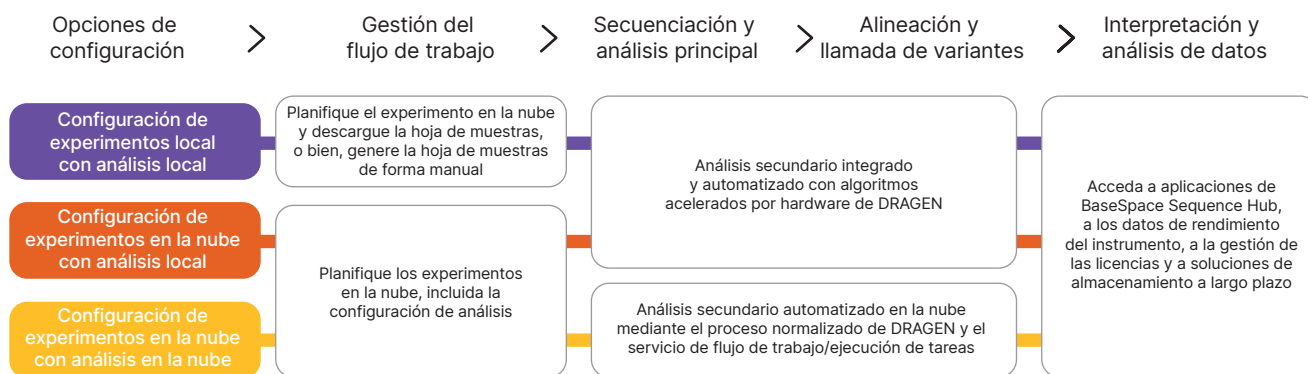 Opciones de
configuración
Gestión del
flujo de trabajo
Secuenciación y
análisis principal
Alineación y
llamada de variantes
Interpretación y
análisis de datos
Configuración de
experimentos local
con análisis local
Planifique el experimento en la nube
y descargue la hoja de muestras,
o bien, genere la hoja de muestras
de forma manual
Análisis secundario integrado
y automatizado con algoritmos
acelerados por hardware de DRAGEN
Acceda a aplicaciones de
BaseSpace Sequence Hub,
a los datos de rendimiento
del instrumento, a la gestión de
las licencias y a soluciones de
almacenamiento a largo plazo
Configuración de
experimentos en la nube
con análisis local
Planifique los experimentos
en la nube, incluida la
configuración de análisis
Configuración de
experimentos en la nube
con análisis en la nube
Análisis secundario automatizado en la nube
mediante el proceso normalizado de DRAGEN y el
servicio de flujo de trabajo/ejecución de tareas